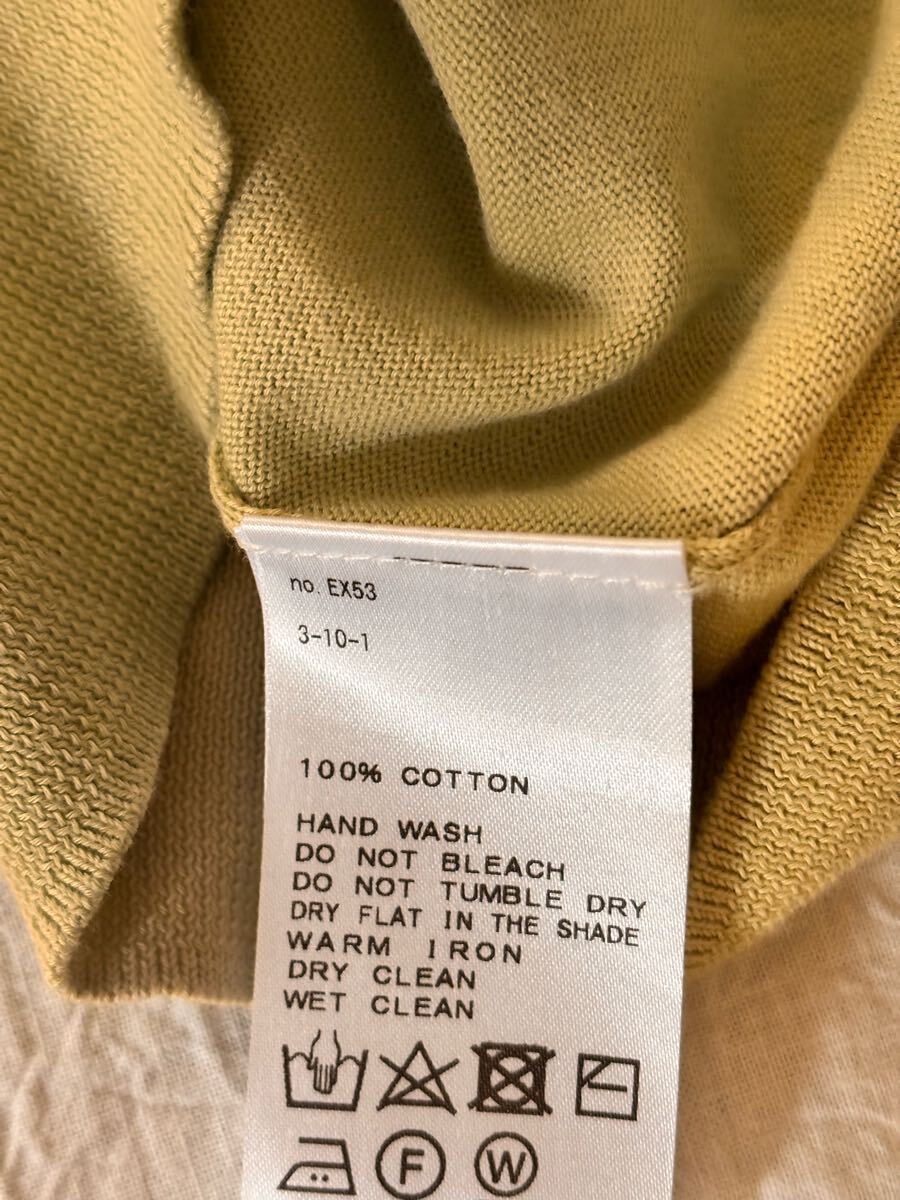 no. EX53
3-10-1
100% COTTON
HAND WASH
DO NOT BLEACH
DO NOT TUMBLE DRY
DRY FLAT IN THE SHADE
WARM IRON
DRY CLEAN
WET CLEAN
F W